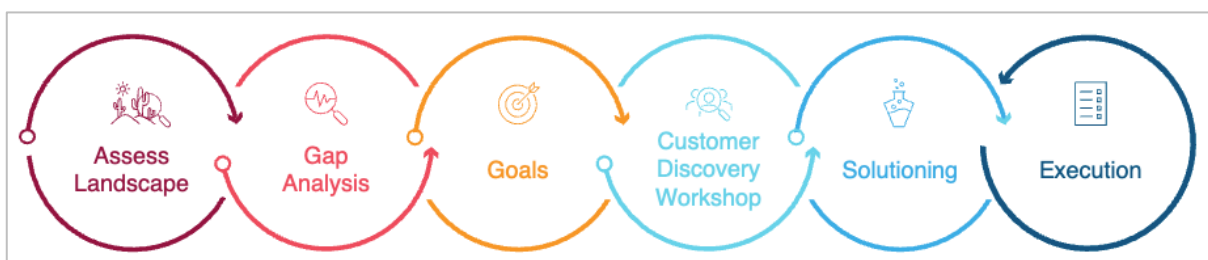 Assess
Landscape
Gap
Analysis
Goals
Customer
Discovery
Workshop
Solutioning
Execution